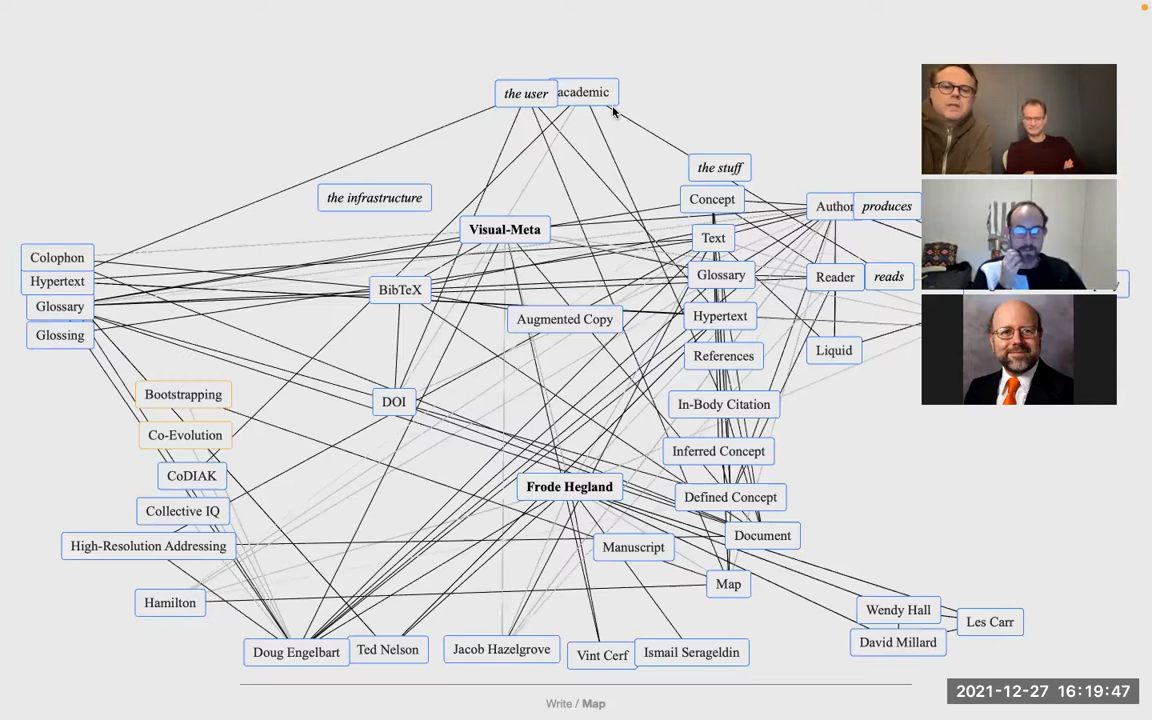 the user
academic
the stuff
the infrastructure
Concept
Author
produces
Visual-Meta
Text
Colophon
Hypertext
Glossary
Glossing
BibTeX
Glossary
Reader
reads
Augmented Copy
Hypertext
References
Liquid
Bootstrapping
DOI
In-Body Citation
Co-Evolution
Inferred Concept
CoDIAK
Frode Hegland
Defined Concept
Collective IQ
Document
High-Resolution Addressing
Manuscript
Map
Hamilton
Wendy Hall
Les Carr
David Millard
Doug Engelbart
Ted Nelson
Jacob Hazelgrove
Vint Cerf
Ismail Serageldin
Write / Map
2021-12-27 16:19:47